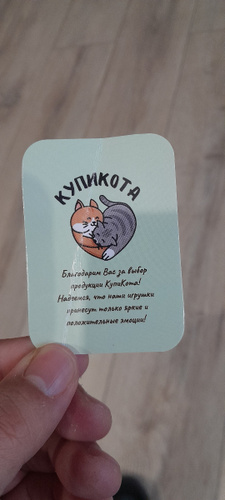 КУПИКОТА
Благодарим Вас за выбор
продукции КупиКота!
Надеемся, что наши игрушки
принесут только яркие и
положительные эмоции!